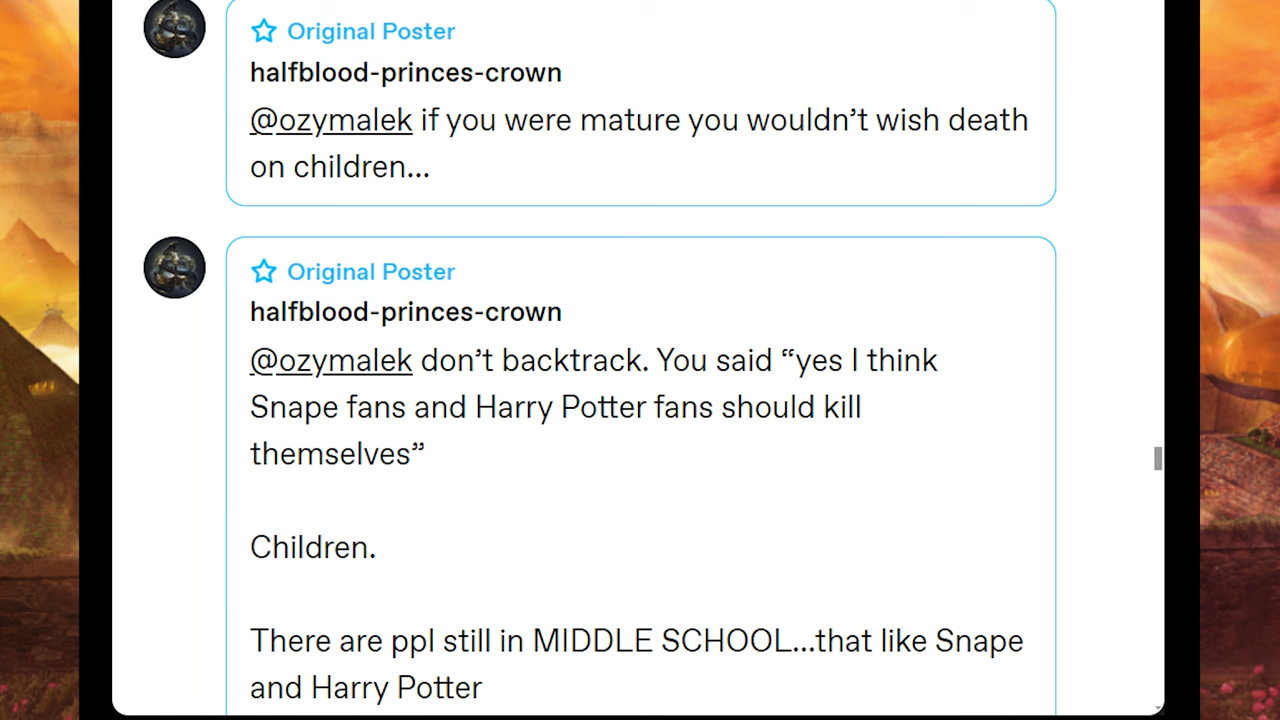 Original Poster
halfblood-princes-crown
@ozymalek if you were mature you wouldn’t wish death
on children...
Original Poster
halfblood-princes-crown
@ozymalek don’t backtrack. You said “yes I think
Snape fans and Harry Potter fans should kill
themselves”
Children.
There are ppl still in MIDDLE SCHOOL...that like Snape
and Harry Potter